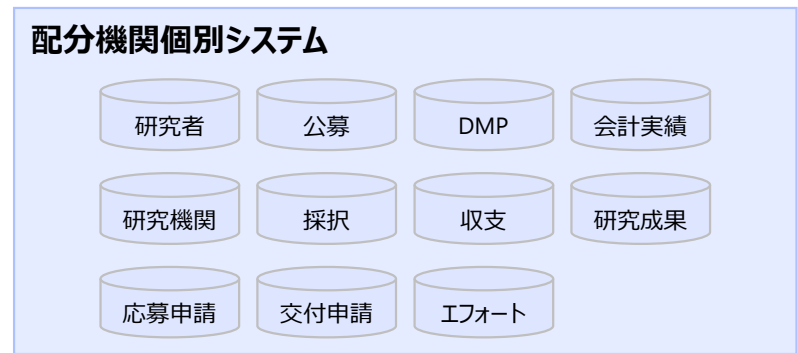 配分機関個別システム
研究者
公募
DMP
会計実績
研究機関
採択
収支
研究成果
応募申請
交付申請
エフォート